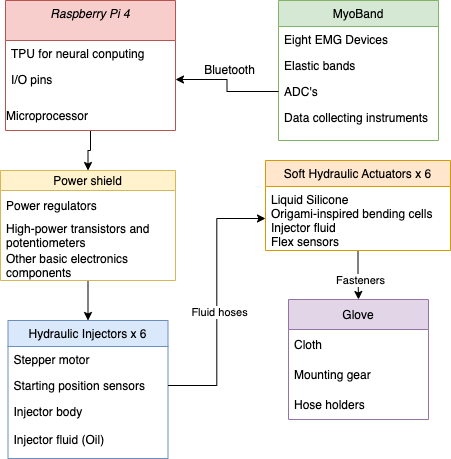 Raspberry Pi 4
TPU for neural computing
I/O pins
Microprocessor
MyoBand
Eight EMG Devices
Elastic bands
ADC's
Data collecting instruments
Bluetooth
Power shield
Power regulators
High-power transistors and
potentiometers
Other basic electronics
components
Soft Hydraulic Actuators x 6
Liquid Silicone
Origami-inspired bending cells
Injector fluid
Flex sensors
Fasteners
Fluid hoses
Hydraulic Injectors x 6
Stepper motor
Starting position sensors
Injector body
Injector fluid (Oil)
Glove
Cloth
Mounting gear
Hose holders